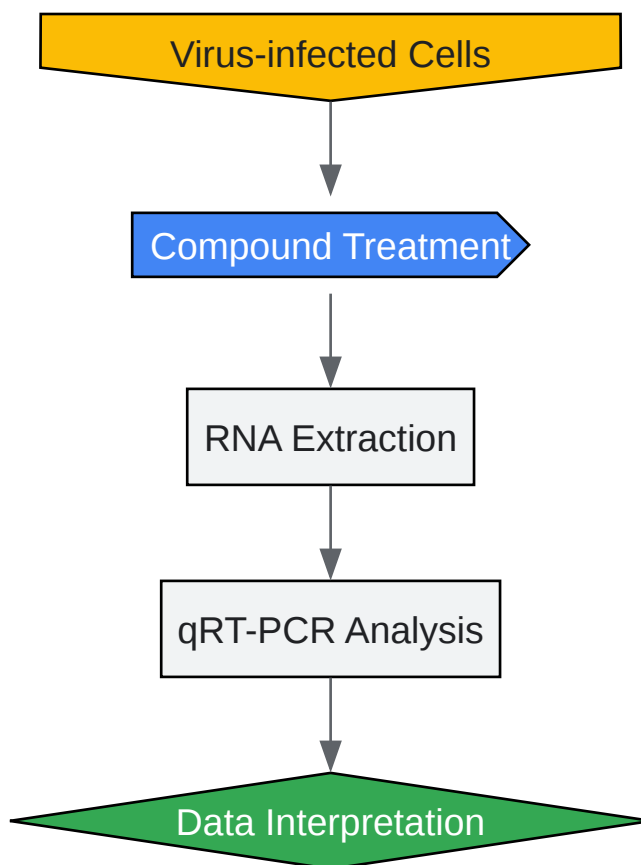 Virus-infected Cells
Compound Treatment
RNA Extraction
qRT-PCR Analysis
Data Interpretation